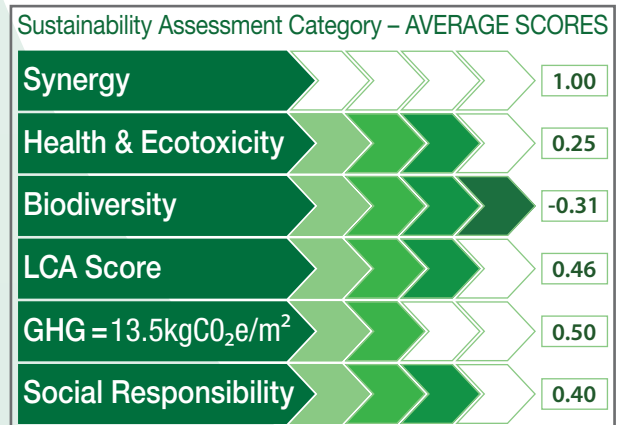 Sustainability Assessment Category – AVERAGE SCORES
Synergy 1.00
Health & Ecotoxicity 0.25
Biodiversity -0.31
LCA Score 0.46
GHG = 13.5kgC0₂e/m² 0.50
Social Responsibility 0.40